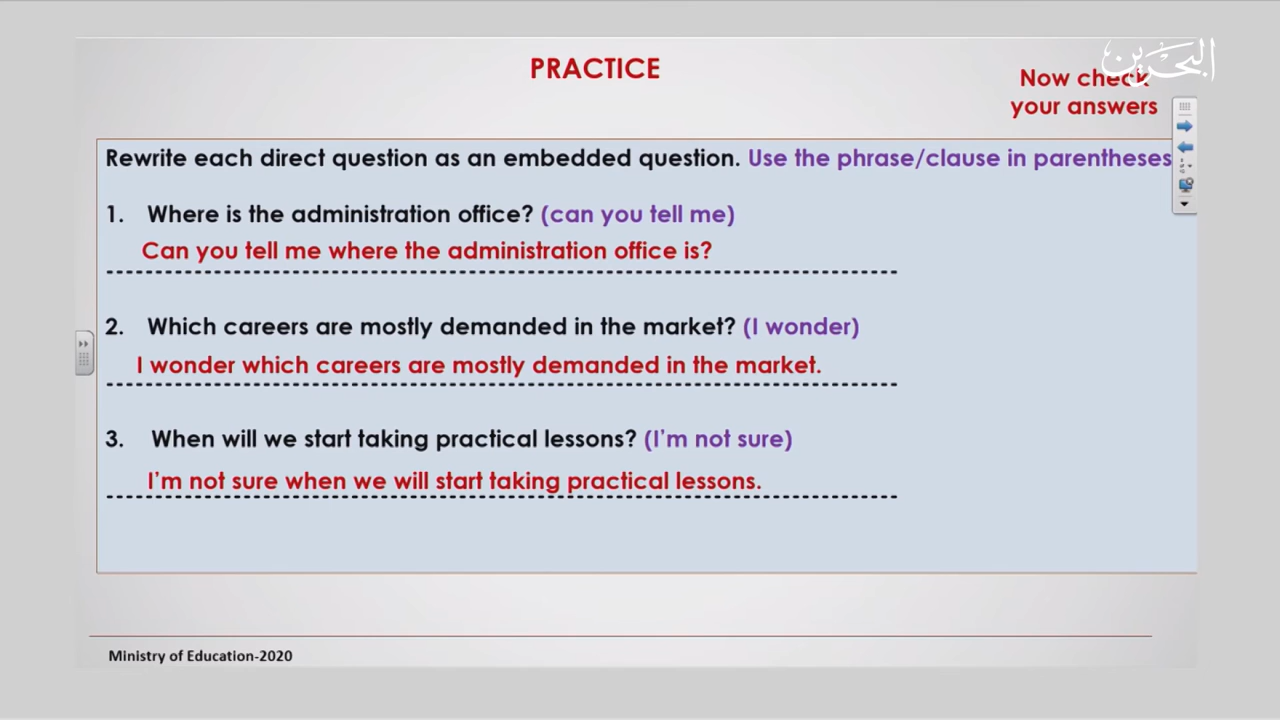 البحرين
PRACTICE
Now check
your answers
Rewrite each direct question as an embedded question. Use the phrase/clause in parentheses
1. Where is the administration office? (can you tell me)
Can you tell me where the administration office is?
2. Which careers are mostly demanded in the market? (I wonder)
I wonder which careers are mostly demanded in the market.
3. When will we start taking practical lessons? (I'm not sure)
I'm not sure when we will start taking practical lessons.
Ministry of Education-2020